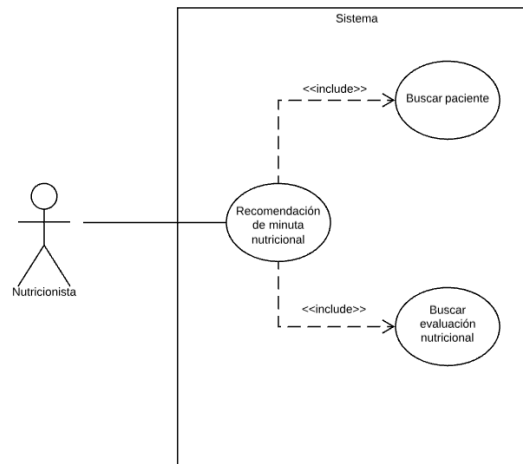 Sistema
<<include>>
Buscar paciente
Recomendación
de minuta
nutricional
Nutricionista
<<include>>
Buscar
evaluación
nutricional